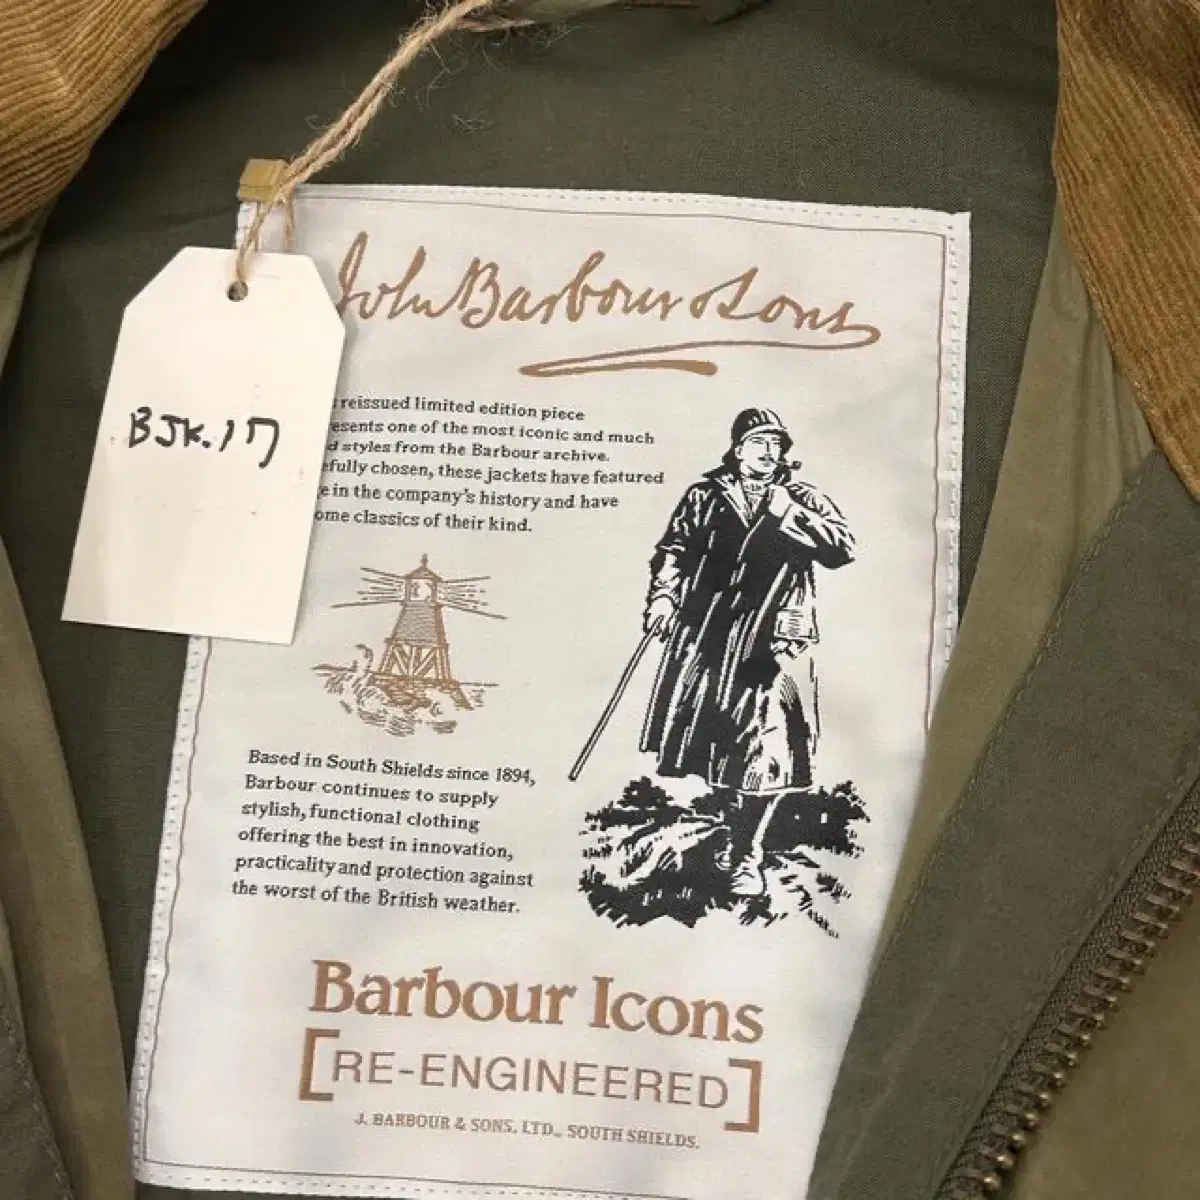 John Barbour & Sons
reissued limited edition piece
esents one of the most iconic and much
d styles from the Barbour archive.
efully chosen, these jackets have featured
e in the company's history and have
ome classics of their kind.
BJK.17
Based in South Shields since 1894,
Barbour continues to supply
stylish, functional clothing
offering the best in innovation,
practicality and protection against
the worst of the British weather.
Barbour Icons
[RE-ENGINEERED]
J. BARBOUR & SONS. LTD., SOUTH SHIELDS.